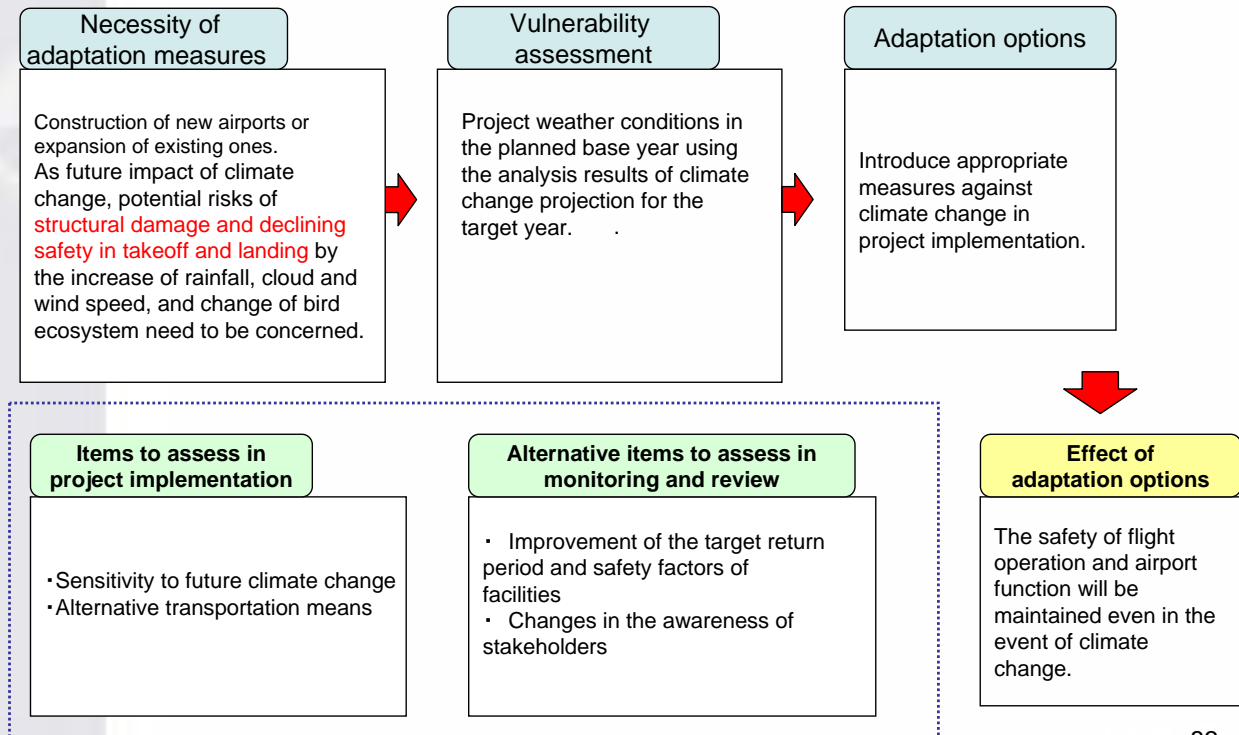 Necessity of
adaptation measures
Construction of new airports or
expansion of existing ones.
As future impact of climate
change, potential risks of
structural damage and declining
safety in takeoff and landing by
the increase of rainfall, cloud and
wind speed, and change of bird
ecosystem need to be concerned.
Vulnerability
assessment
Project weather conditions in
the planned base year using
the analysis results of climate
change projection for the
target year. .
Adaptation options
Introduce appropriate
measures against
climate change in
project implementation.
Items to assess in
project implementation
・Sensitivity to future climate change
・Alternative transportation means
Alternative items to assess in
monitoring and review
・ Improvement of the target return
period and safety factors of
facilities
・ Changes in the awareness of
stakeholders
Effect of
adaptation options
The safety of flight
operation and airport
function will be
maintained even in the
event of climate
change.